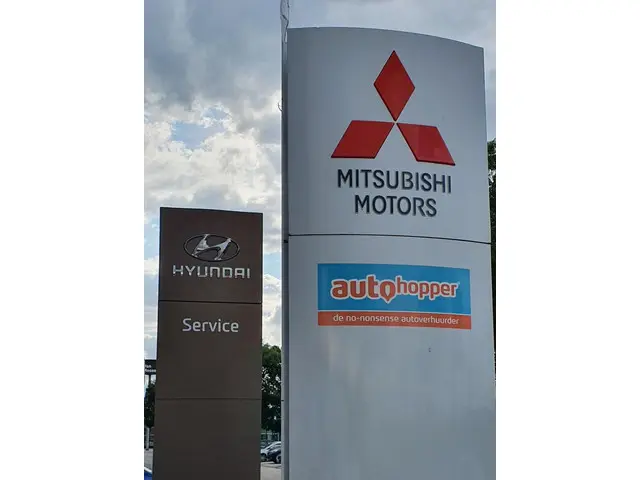 MITSUBISHI
MOTORS
autohopper
de no-nonsense autoverhuurder
HYUNDAI
Service